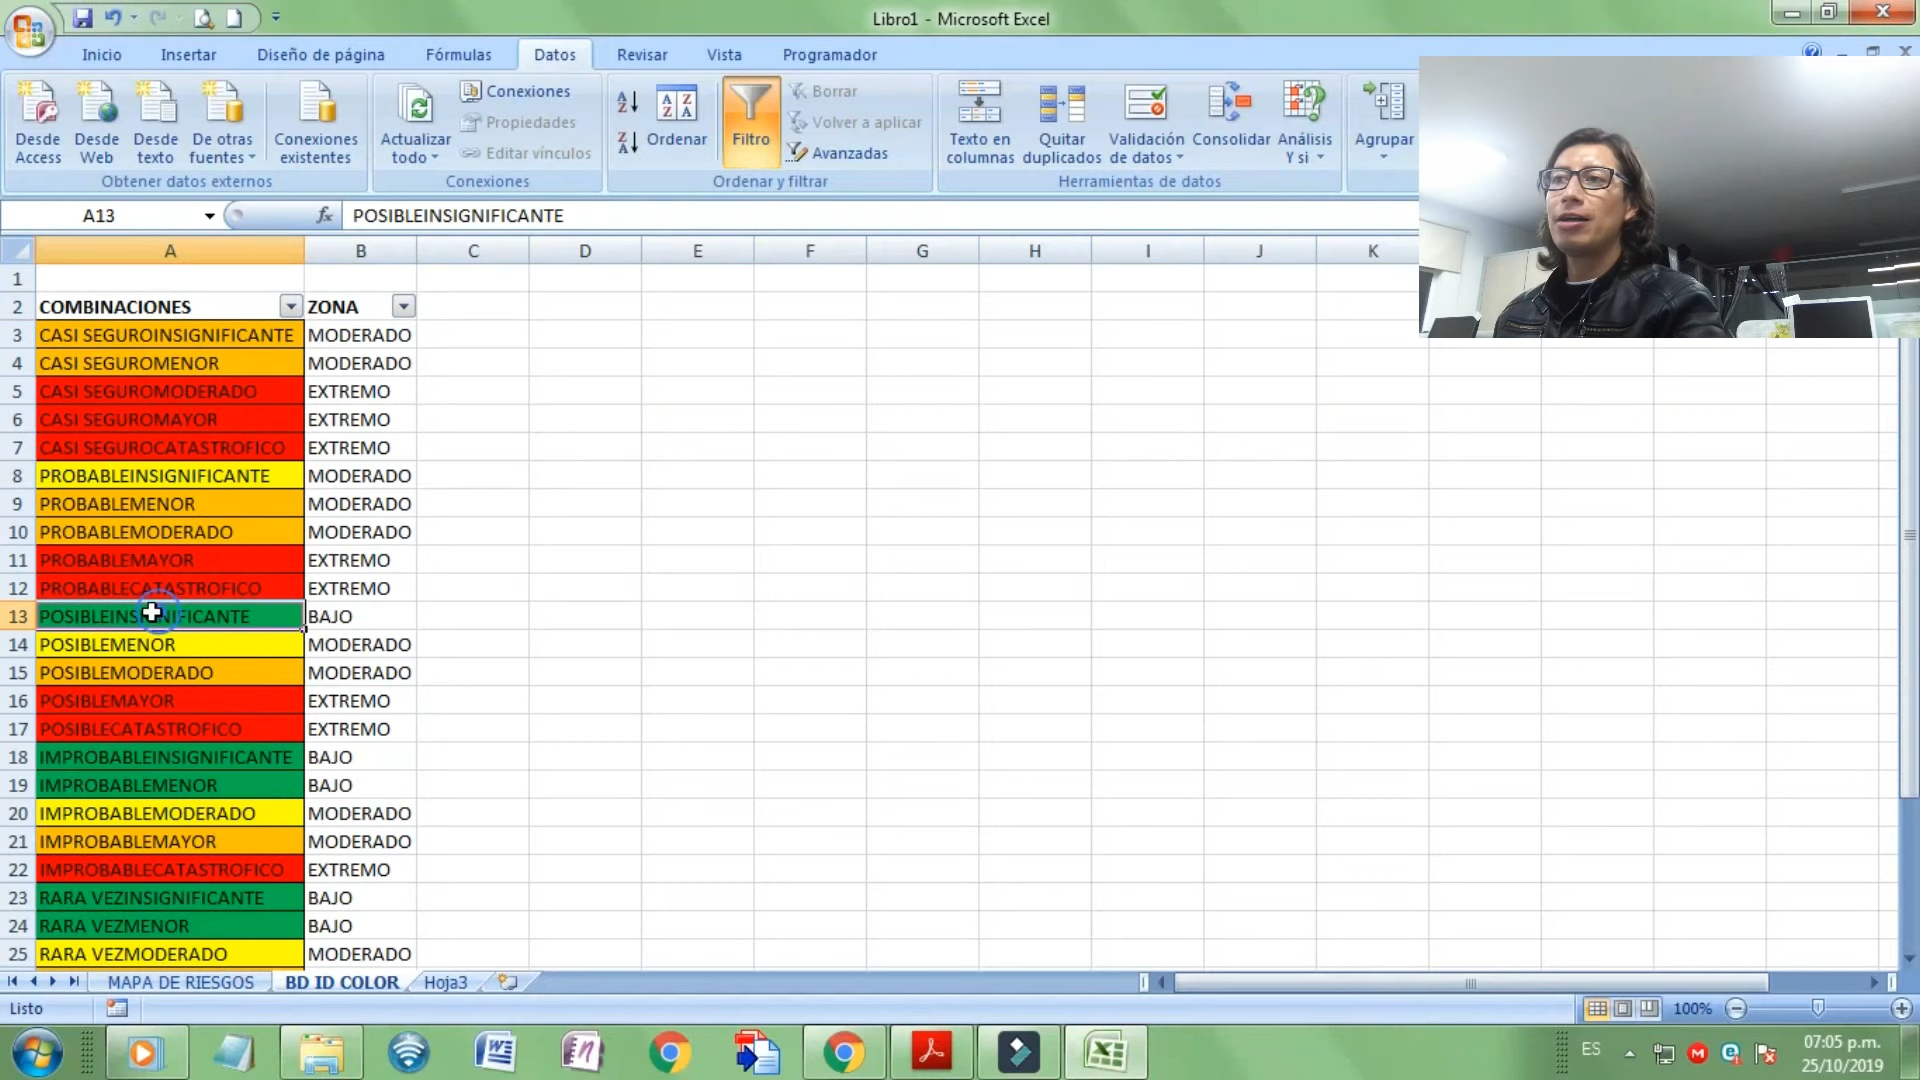 Libro1 - Microsoft Excel
Inicio Insertar Diseño de página Fórmulas Datos Revisar Vista Programador
Desde Access
Desde Web
Desde texto
De otras fuentes
Conexiones existentes
Obtener datos externos
Actualizar todo
Conexiones
Propiedades
Editar vínculos
Conexiones
Ordenar
Filtro
Borrar
Volver a aplicar
Avanzadas
Ordenar y filtrar
Texto en columnas
Quitar duplicados
Validación de datos
Consolidar
Análisis Y si
Herramientas de datos
Agrupar
A13 fx POSIBLEINSIGNIFICANTE
A B C D E F G H I J K
1
2 COMBINACIONES ZONA
3 CASI SEGUROINSIGNIFICANTE MODERADO
4 CASI SEGUROMENOR MODERADO
5 CASI SEGUROMODERADO EXTREMO
6 CASI SEGUROMAYOR EXTREMO
7 CASI SEGUROCATASTROFICO EXTREMO
8 PROBABLEINSIGNIFICANTE MODERADO
9 PROBABLEMENOR MODERADO
10 PROBABLEMODERADO MODERADO
11 PROBABLEMAYOR EXTREMO
12 PROBABLECATASTROFICO EXTREMO
13 POSIBLEINSIGNIFICANTE BAJO
14 POSIBLEMENOR MODERADO
15 POSIBLEMODERADO MODERADO
16 POSIBLEMAYOR EXTREMO
17 POSIBLECATASTROFICO EXTREMO
18 IMPROBABLEINSIGNIFICANTE BAJO
19 IMPROBABLEMENOR BAJO
20 IMPROBABLEMODERADO MODERADO
21 IMPROBABLEMAYOR MODERADO
22 IMPROBABLECATASTROFICO EXTREMO
23 RARA VEZINSIGNIFICANTE BAJO
24 RARA VEZMENOR BAJO
25 RARA VEZMODERADO MODERADO
MAPA DE RIESGOS BD ID COLOR Hoja3
Listo 100%
ES 07:05 p.m.
25/10/2019